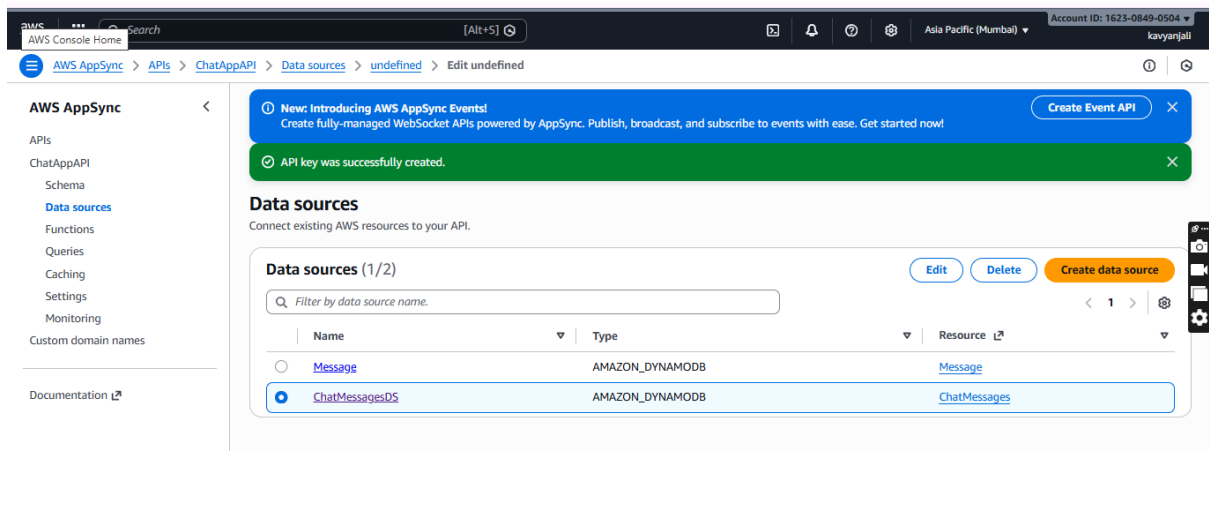 aws
Search
[Alt+S]
Asia Pacific (Mumbai)
Account ID: 1623-0849-0504
kavyanjali
AWS Console Home
AWS AppSync > APIs > ChatAppAPI > Data sources > undefined > Edit undefined
AWS AppSync
APIs
ChatAppAPI
Schema
Data sources
Functions
Queries
Caching
Settings
Monitoring
Custom domain names
Documentation
New: Introducing AWS AppSync Events!
Create fully-managed WebSocket APIs powered by AppSync. Publish, broadcast, and subscribe to events with ease. Get started now!
Create Event API
API key was successfully created.
Data sources
Connect existing AWS resources to your API.
Data sources (1/2)
Edit
Delete
Create data source
Filter by data source name.
< 1 >
Name Type Resource
Message AMAZON_DYNAMODB Message
ChatMessagesDS AMAZON_DYNAMODB ChatMessages